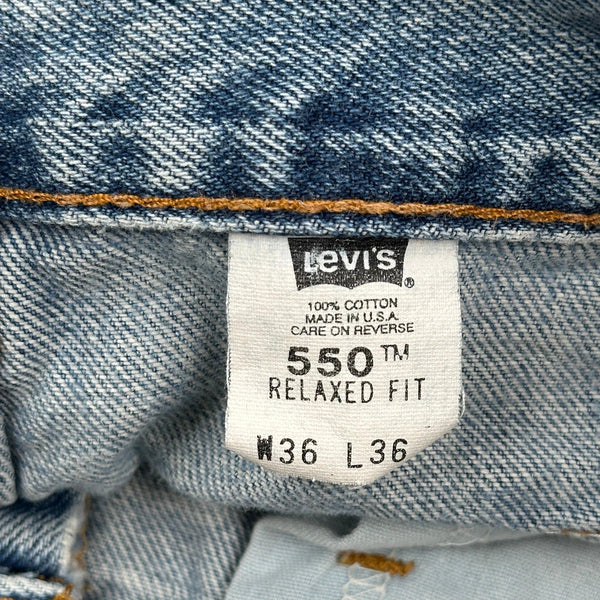 Levi's ®
100% COTTON
MADE IN U.S.A.
CARE ON REVERSE
550™
RELAXED FIT
W36 L36